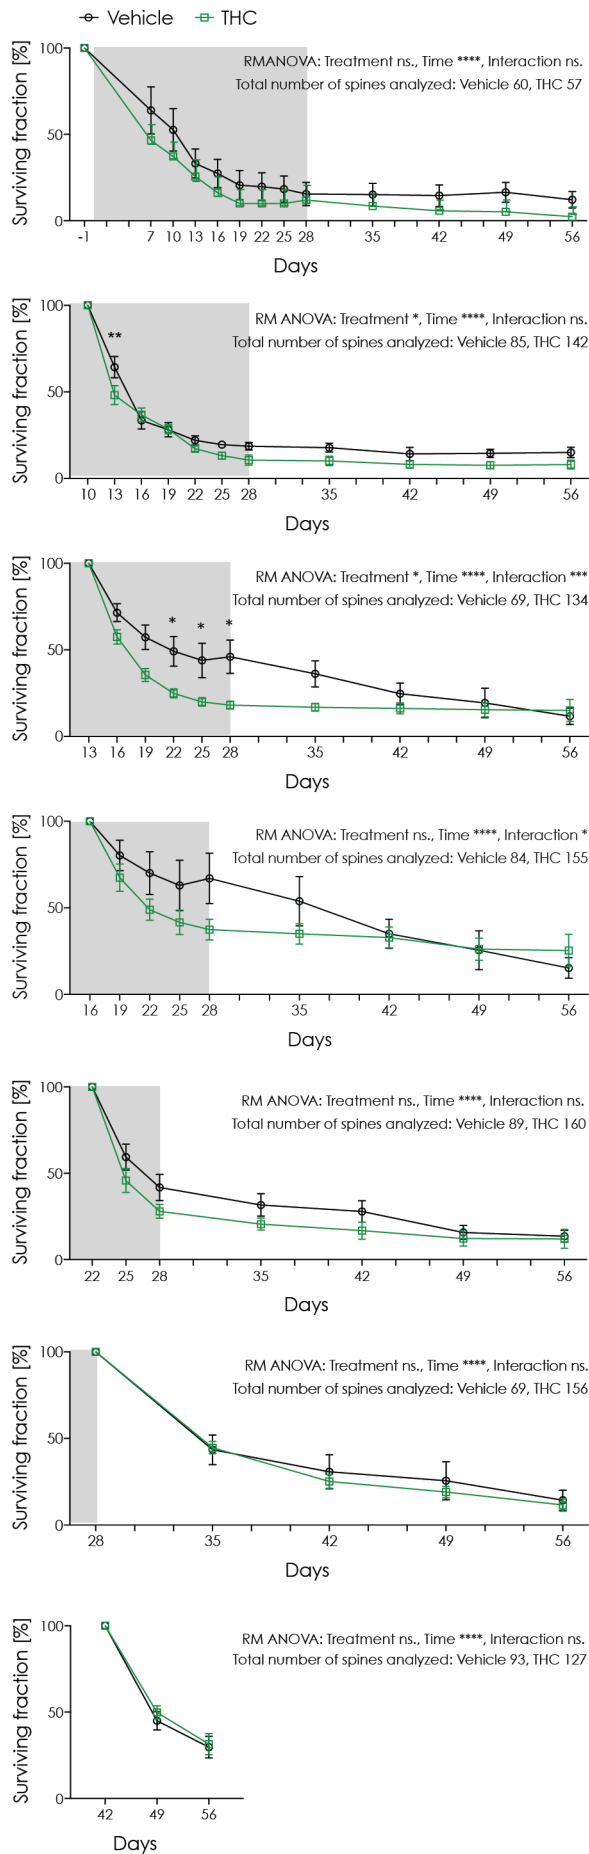 Vehicle THC
Surviving fraction [%]
100
50
0
RMANOVA: Treatment ns., Time ****, Interaction ns.
Total number of spines analyzed: Vehicle 60, THC 57
-1 7 10 13 16 19 22 25 28 35 42 49 56
Days
Surviving fraction [%]
100
50
0
RM ANOVA: Treatment *, Time ****, Interaction ns.
Total number of spines analyzed: Vehicle 85, THC 142
**
10 13 16 19 22 25 28 35 42 49 56
Days
Surviving fraction [%]
100
50
0
RM ANOVA: Treatment *, Time ****, Interaction ***
Total number of spines analyzed: Vehicle 69, THC 134
* * *
13 16 19 22 25 28 35 42 49 56
Days
Surviving fraction [%]
100
50
0
RM ANOVA: Treatment ns., Time ****, Interaction *
Total number of spines analyzed: Vehicle 84, THC 155
16 19 22 25 28 35 42 49 56
Days
Surviving fraction [%]
100
50
0
RM ANOVA: Treatment ns., Time ****, Interaction ns.
Total number of spines analyzed: Vehicle 89, THC 160
22 25 28 35 42 49 56
Days
Surviving fraction [%]
100
50
0
RM ANOVA: Treatment ns., Time ****, Interaction ns.
Total number of spines analyzed: Vehicle 69, THC 156
28 35 42 49 56
Days
Surviving fraction [%]
100
50
0
RM ANOVA: Treatment ns., Time ****, Interaction ns.
Total number of spines analyzed: Vehicle 93, THC 127
42 49 56
Days